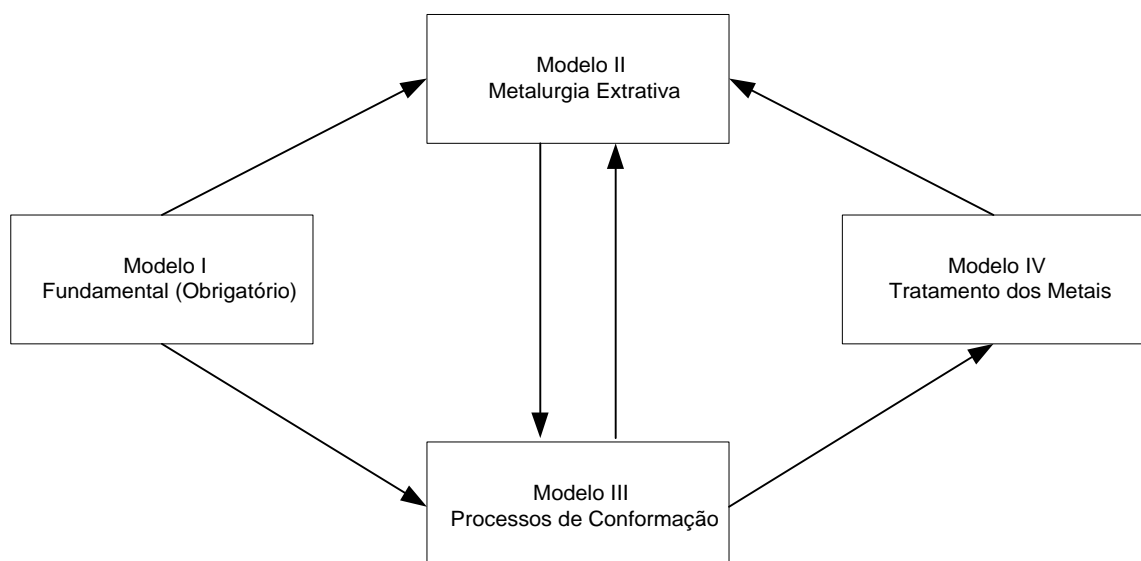 Modelo II
Metalurgia Extrativa
Modelo I
Fundamental (Obrigatório)
Modelo IV
Tratamento dos Metais
Modelo III
Processos de Conformação